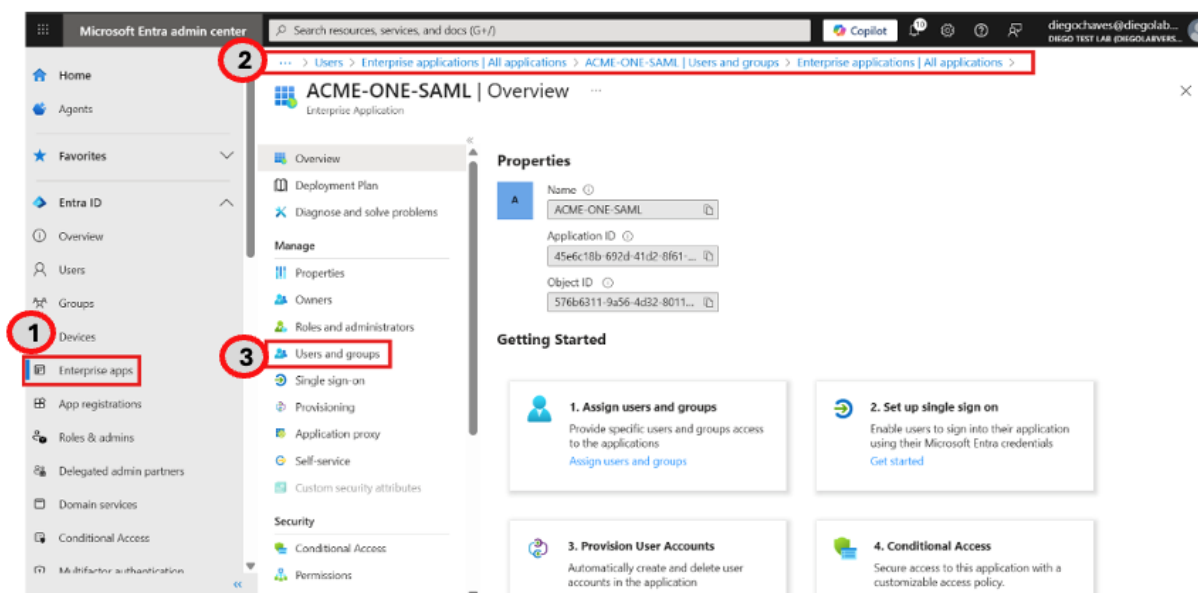 Microsoft Entra admin center
Search resources, services, and docs (G+/)
Copilot
10
diegochaves@diegolab...
DIEGO TEST LAB (DIEGOLABVERS...
2
... > Users > Enterprise applications | All applications > ACME-ONE-SAML | Users and groups > Enterprise applications | All applications >
Home
Agents
Favorites
Entra ID
Overview
Users
Groups
1
Devices
Enterprise apps
App registrations
Roles & admins
Delegated admin partners
Domain services
Conditional Access
Multifactor authentication
«
ACME-ONE-SAML | Overview ...
Enterprise Application
«
Overview
Deployment Plan
Diagnose and solve problems
Manage
Properties
Owners
Roles and administrators
3
Users and groups
Single sign-on
Provisioning
Application proxy
Self-service
Custom security attributes
Security
Conditional Access
Permissions
Properties
A
Name
ACME-ONE-SAML
Application ID
45e6c18b-692d-41d2-8f61-...
Object ID
576b6311-9a56-4d32-8011...
Getting Started
1. Assign users and groups
Provide specific users and groups access
to the applications
Assign users and groups
2. Set up single sign on
Enable users to sign into their application
using their Microsoft Entra credentials
Get started
3. Provision User Accounts
Automatically create and delete user
accounts in the application
4. Conditional Access
Secure access to this application with a
customizable access policy.